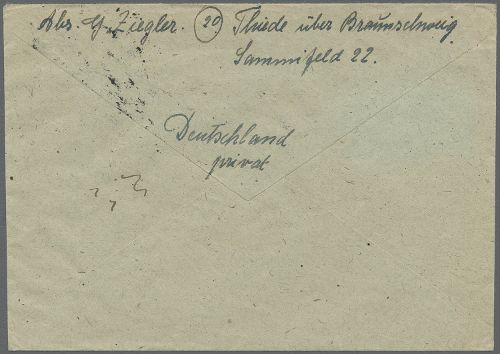 Abs. G. Ziegler. (20) Thiede über Braunschweig
Sammifeld 22.
Deutschland
privat